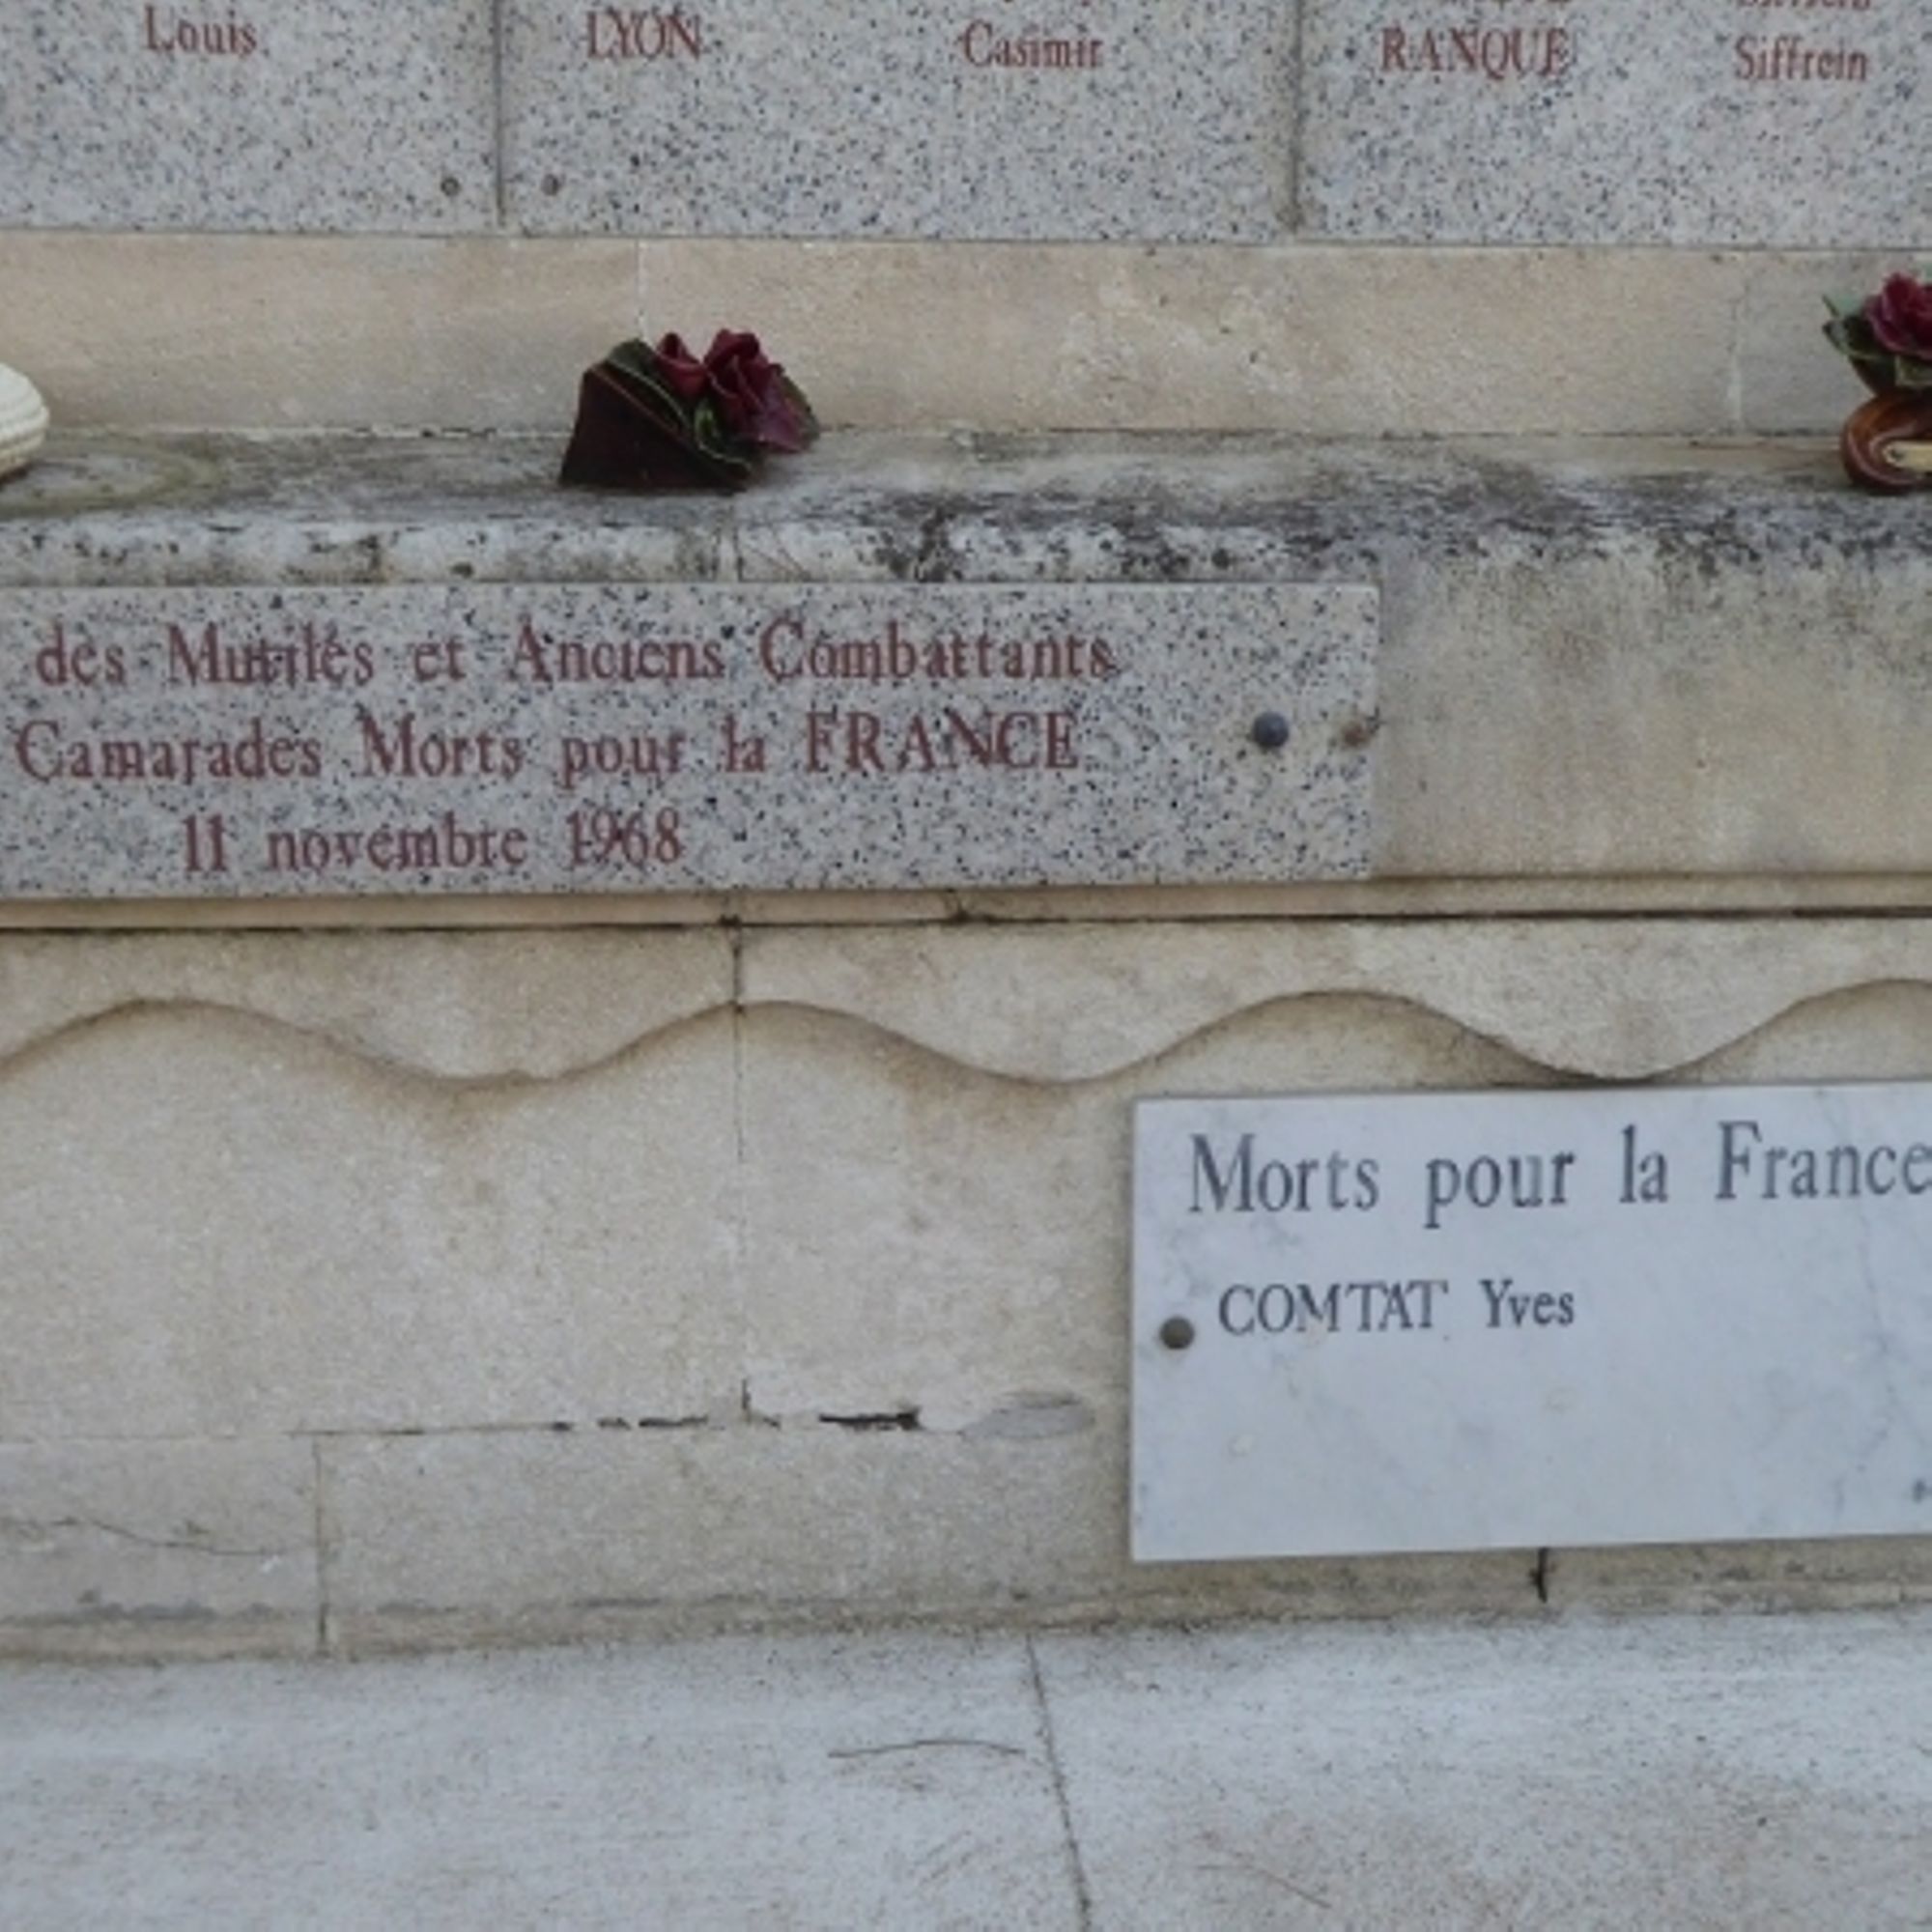 Louis LYON Casimir RANQUE Siffrein
des Mutilés et Anciens Combattants
Camarades Morts pour la FRANCE
11 novembre 1968
Morts pour la France
COMTAT Yves